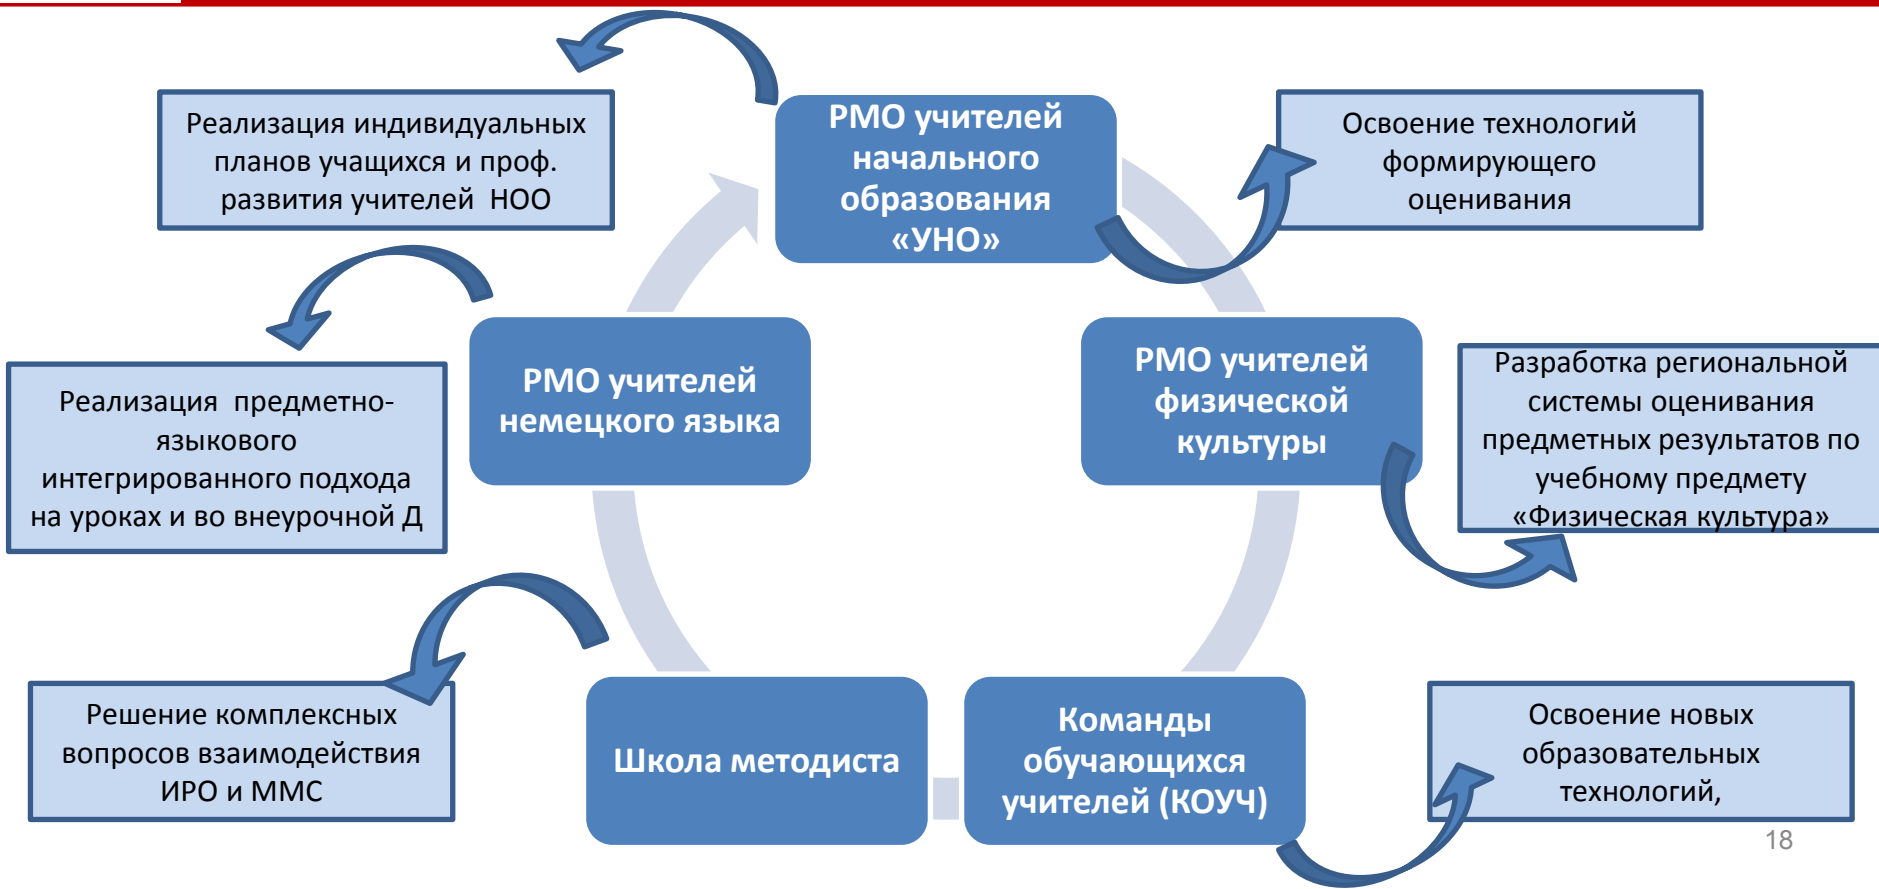 РМО учителей
начального
образования
«УНО»
Реализация индивидуальных
планов учащихся и проф.
развития учителей НОО
Освоение технологий
формирующего
оценивания
РМО учителей
немецкого языка
РМО учителей
физической
культуры
Реализация предметно-
языкового
интегрированного подхода
на уроках и во внеурочной Д
Разработка региональной
системы оценивания
предметных результатов по
учебному предмету
«Физическая культура»
Решение комплексных
вопросов взаимодействия
ИРО и ММС
Школа методиста
Команды
обучающихся
учителей (КОУЧ)
Освоение новых
образовательных
технологий,
18